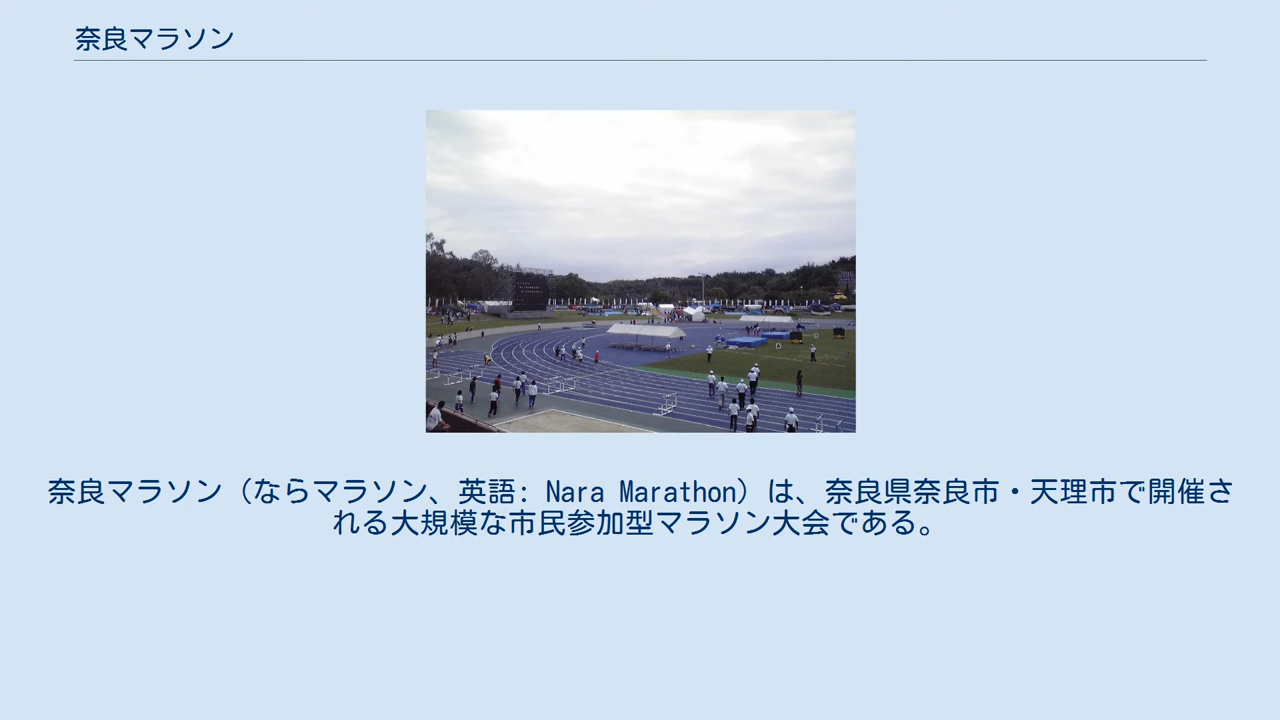 奈良マラソン
奈良マラソン（ならマラソン、英語: Nara Marathon）は、奈良県奈良市・天理市で開催さ
れる大規模な市民参加型マラソン大会である。